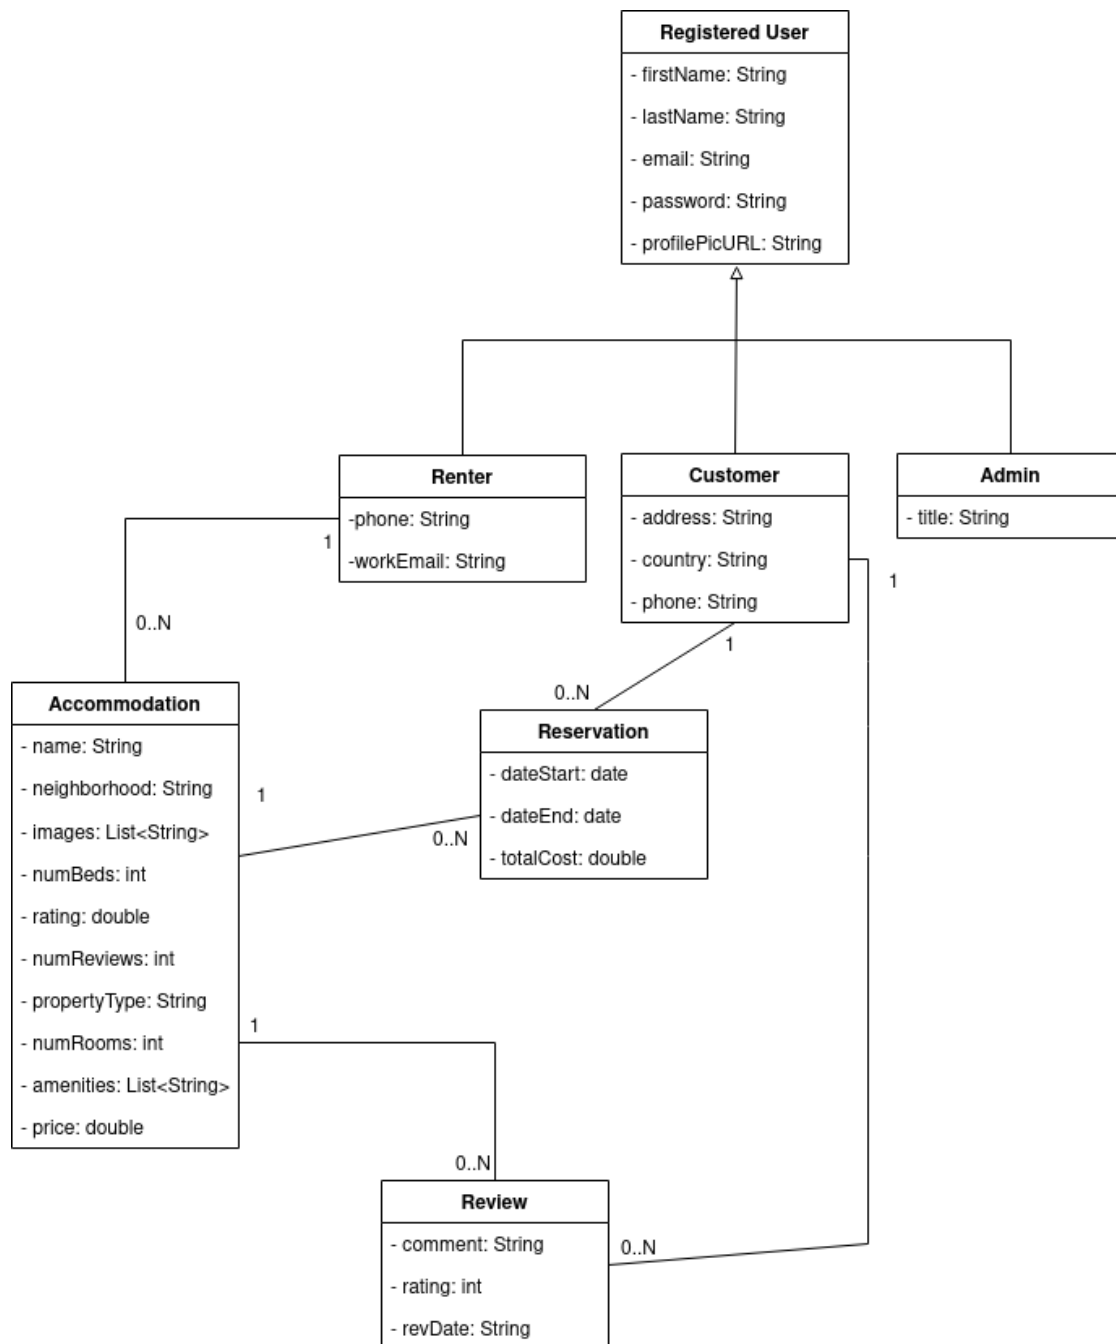 Registered User
- firstName: String
- lastName: String
- email: String
- password: String
- profilePicURL: String
Renter
-phone: String
-workEmail: String
Customer
- address: String
- country: String
- phone: String
Admin
- title: String
1
0..N
1
1
0..N
Accommodation
- name: String
- neighborhood: String
- images: List<String>
- numBeds: int
- rating: double
- numReviews: int
- propertyType: String
- numRooms: int
- amenities: List<String>
- price: double
Reservation
- dateStart: date
- dateEnd: date
- totalCost: double
1
0..N
1
0..N
Review
- comment: String
- rating: int
- revDate: String
0..N